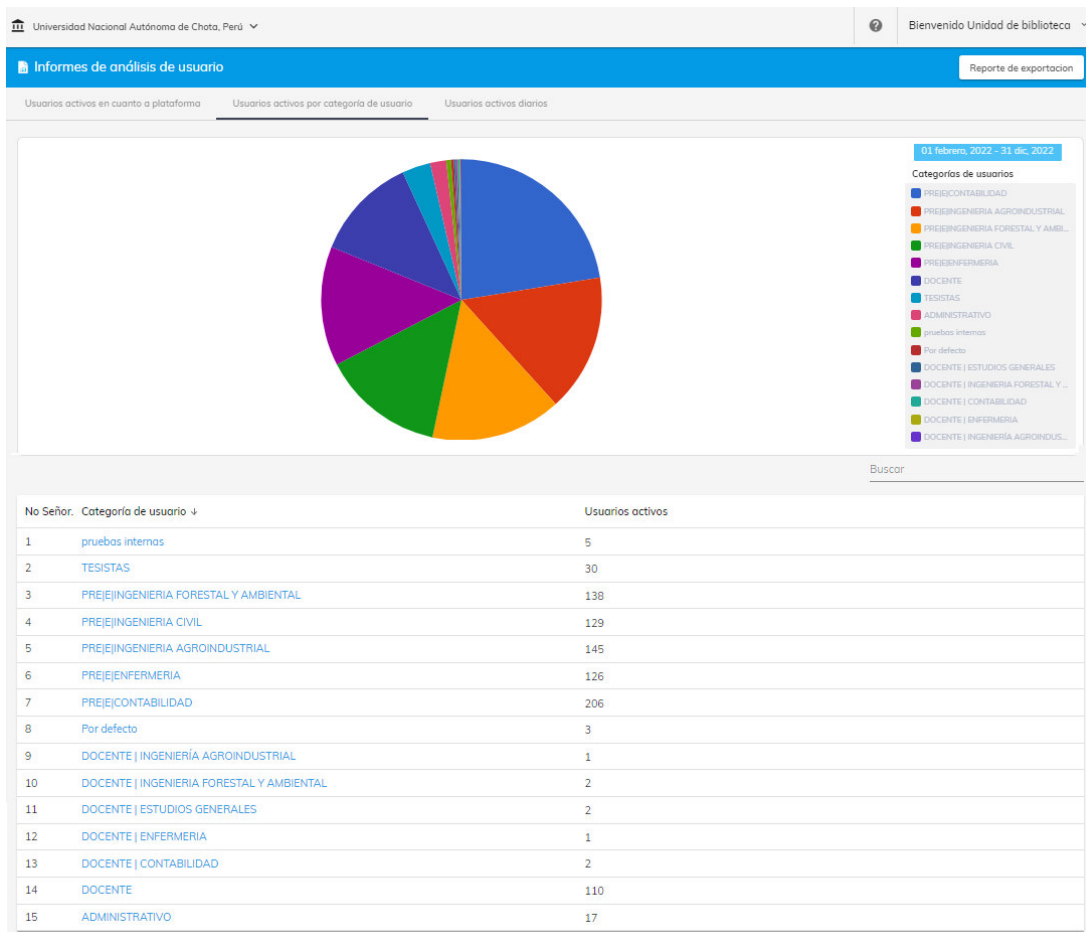 Universidad Nacional Autónoma de Chota, Perú
Bienvenido Unidad de biblioteca
Informes de análisis de usuario
Reporte de exportacion
Usuarios activos en cuanto a plataforma
Usuarios activos por categoría de usuario
Usuarios activos diarios
01 febrero, 2022 - 31 dic, 2022
Categorías de usuarios
PRE|E|CONTABILIDAD
PRE|E|INGENIERIA AGROINDUSTRIAL
PRE|E|INGENIERIA FORESTAL Y AMBI...
PRE|E|INGENIERIA CIVIL
PRE|E|ENFERMERIA
DOCENTE
TESISTAS
ADMINISTRATIVO
pruebas internas
Por defecto
DOCENTE | ESTUDIOS GENERALES
DOCENTE | INGENIERIA FORESTAL Y ...
DOCENTE | CONTABILIDAD
DOCENTE | ENFERMERIA
DOCENTE | INGENIERÍA AGROINDUS...
Buscar
No Señor. Categoría de usuario ↓ Usuarios activos
1 pruebas internas 5
2 TESISTAS 30
3 PRE|E|INGENIERIA FORESTAL Y AMBIENTAL 138
4 PRE|E|INGENIERIA CIVIL 129
5 PRE|E|INGENIERIA AGROINDUSTRIAL 145
6 PRE|E|ENFERMERIA 126
7 PRE|E|CONTABILIDAD 206
8 Por defecto 3
9 DOCENTE | INGENIERÍA AGROINDUSTRIAL 1
10 DOCENTE | INGENIERIA FORESTAL Y AMBIENTAL 2
11 DOCENTE | ESTUDIOS GENERALES 2
12 DOCENTE | ENFERMERIA 1
13 DOCENTE | CONTABILIDAD 2
14 DOCENTE 110
15 ADMINISTRATIVO 17